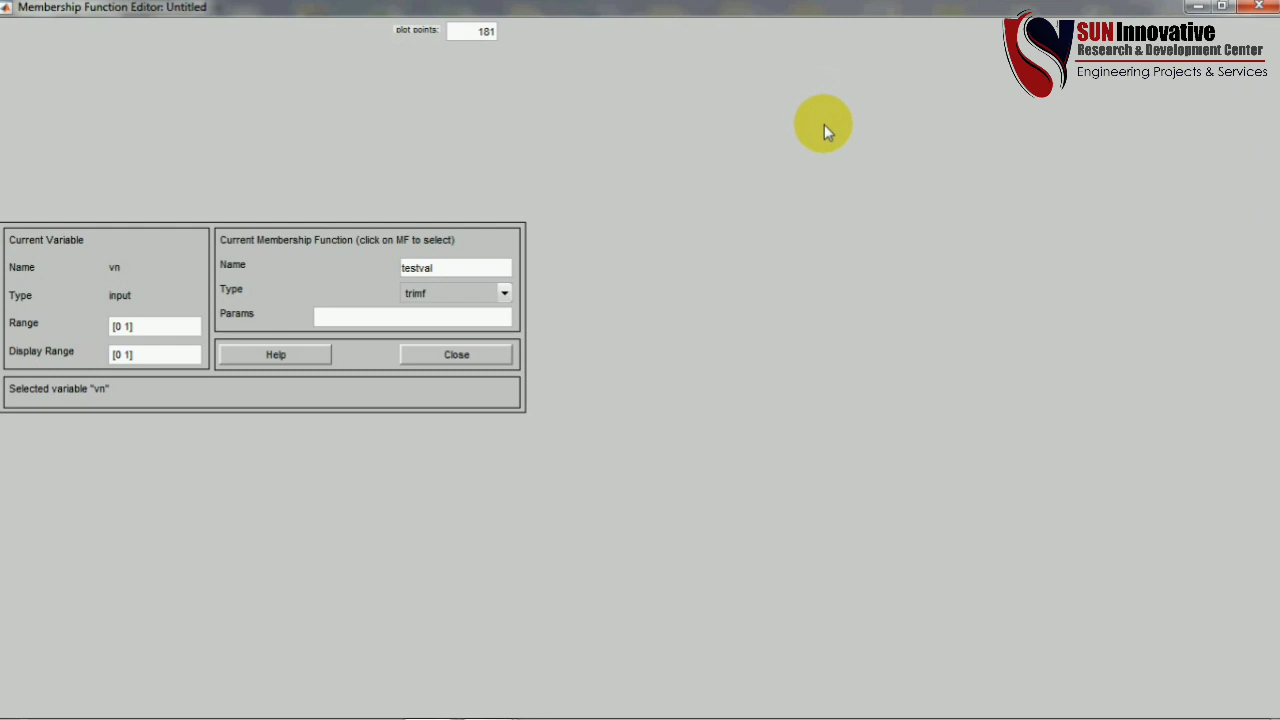 Membership Function Editor: Untitled
plot points: 181
SUN Innovative
Research & Development Center
Engineering Projects & Services
Current Variable
Name vn
Type input
Range [0 1]
Display Range [0 1]
Current Membership Function (click on MF to select)
Name testval
Type trimf
Params
Help Close
Selected variable "vn"